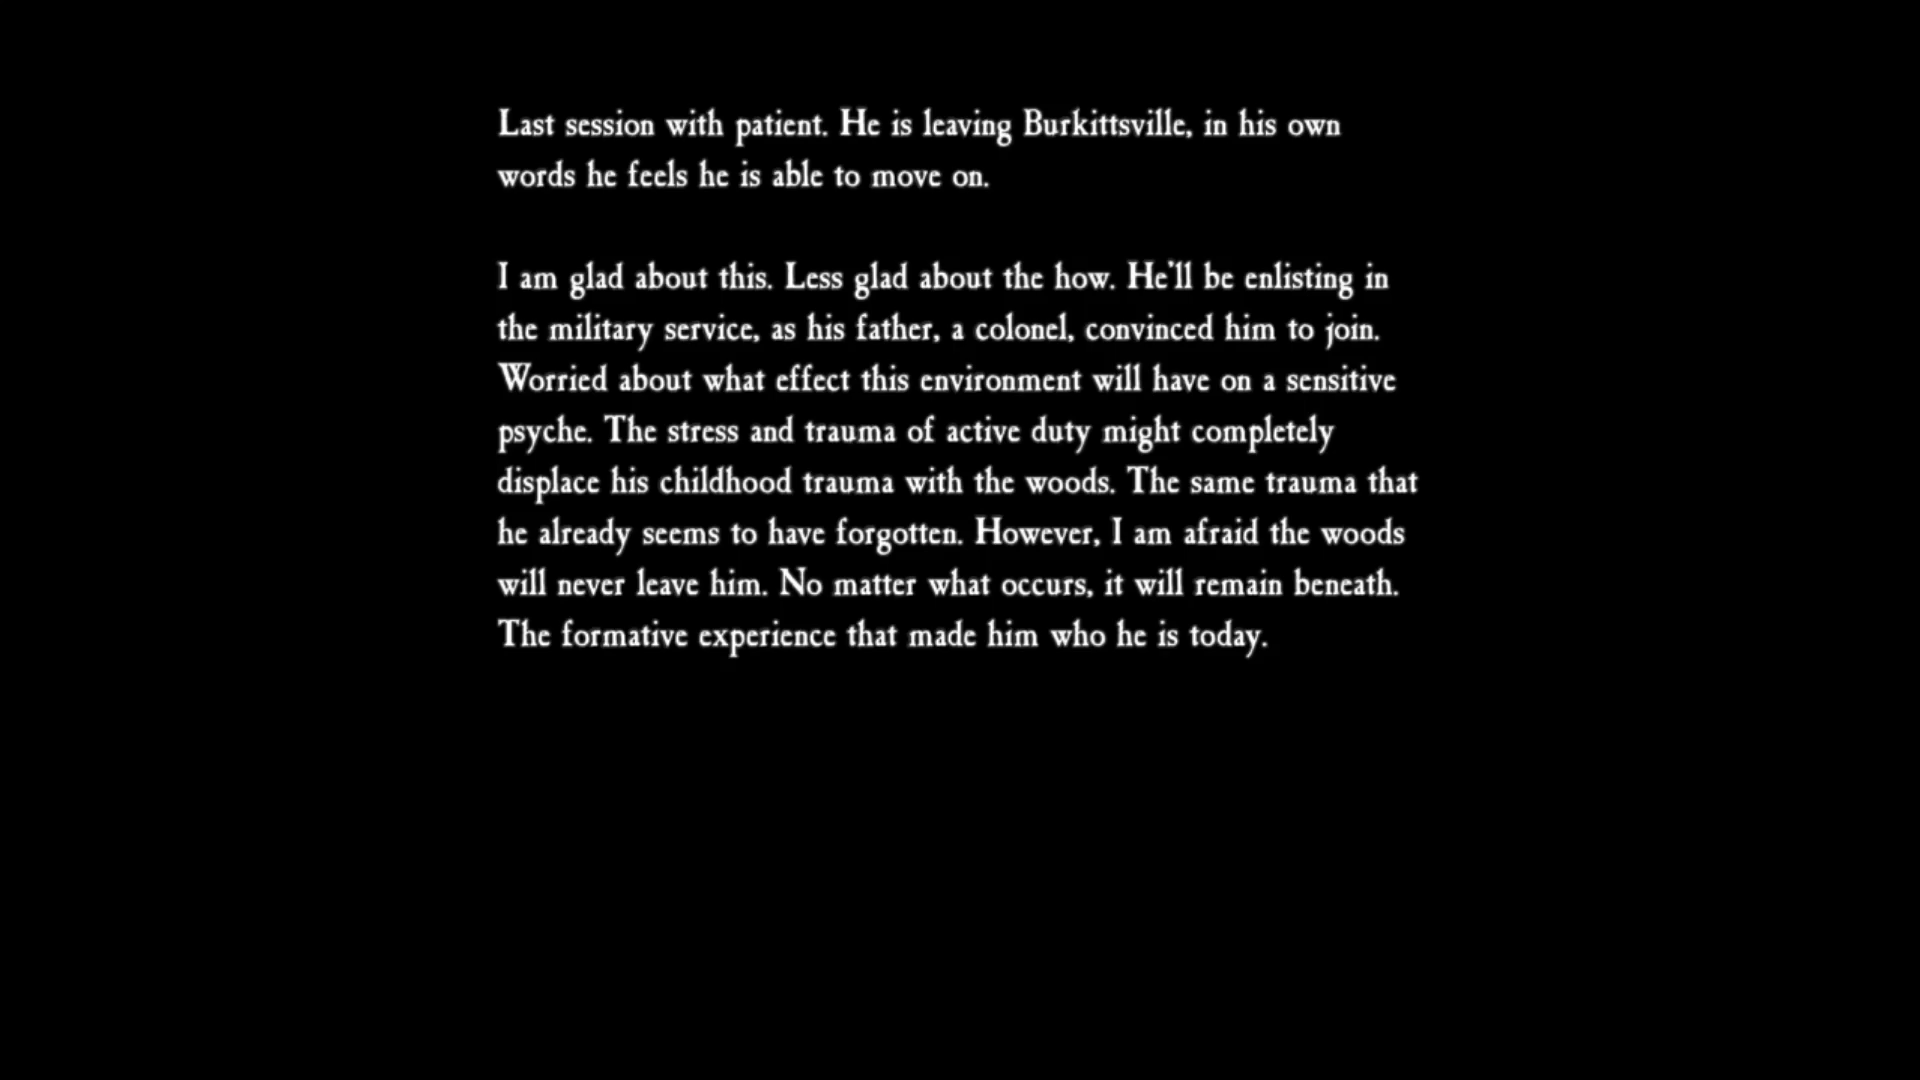 Last session with patient. He is leaving Burkittsville, in his own
words he feels he is able to move on.
I am glad about this. Less glad about the how. He'll be enlisting in
the military service, as his father, a colonel, convinced him to join.
Worried about what effect this environment will have on a sensitive
psyche. The stress and trauma of active duty might completely
displace his childhood trauma with the woods. The same trauma that
he already seems to have forgotten. However, I am afraid the woods
will never leave him. No matter what occurs, it will remain beneath.
The formative experience that made him who he is today.